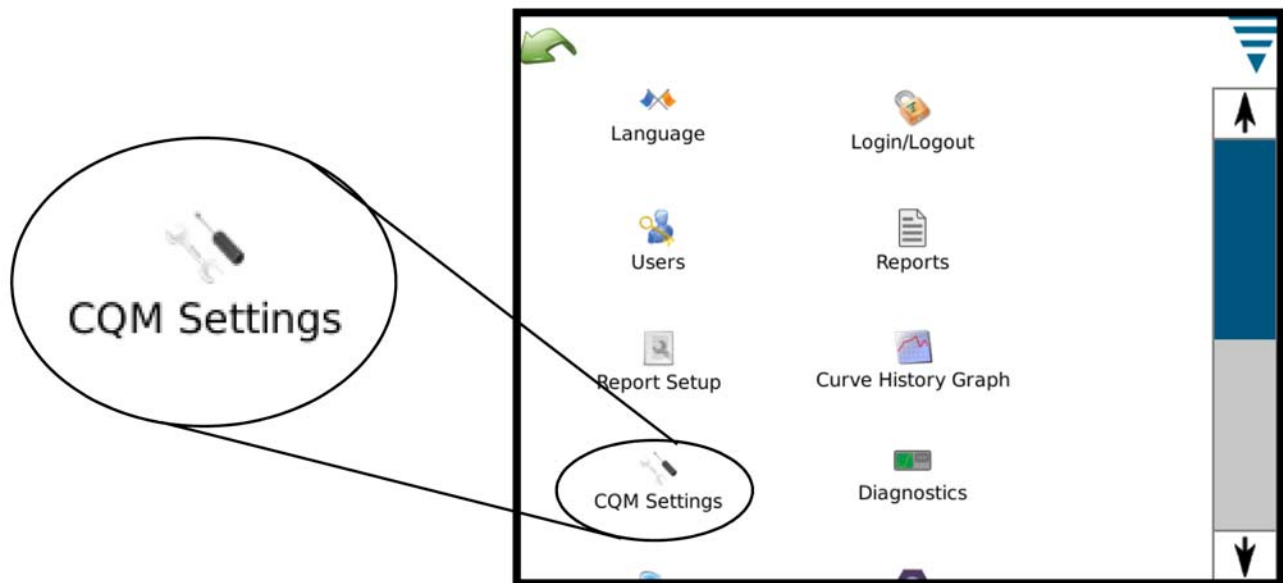 Language
Login/Logout
Users
Reports
Report Setup
Curve History Graph
CQM Settings
CQM Settings
Diagnostics